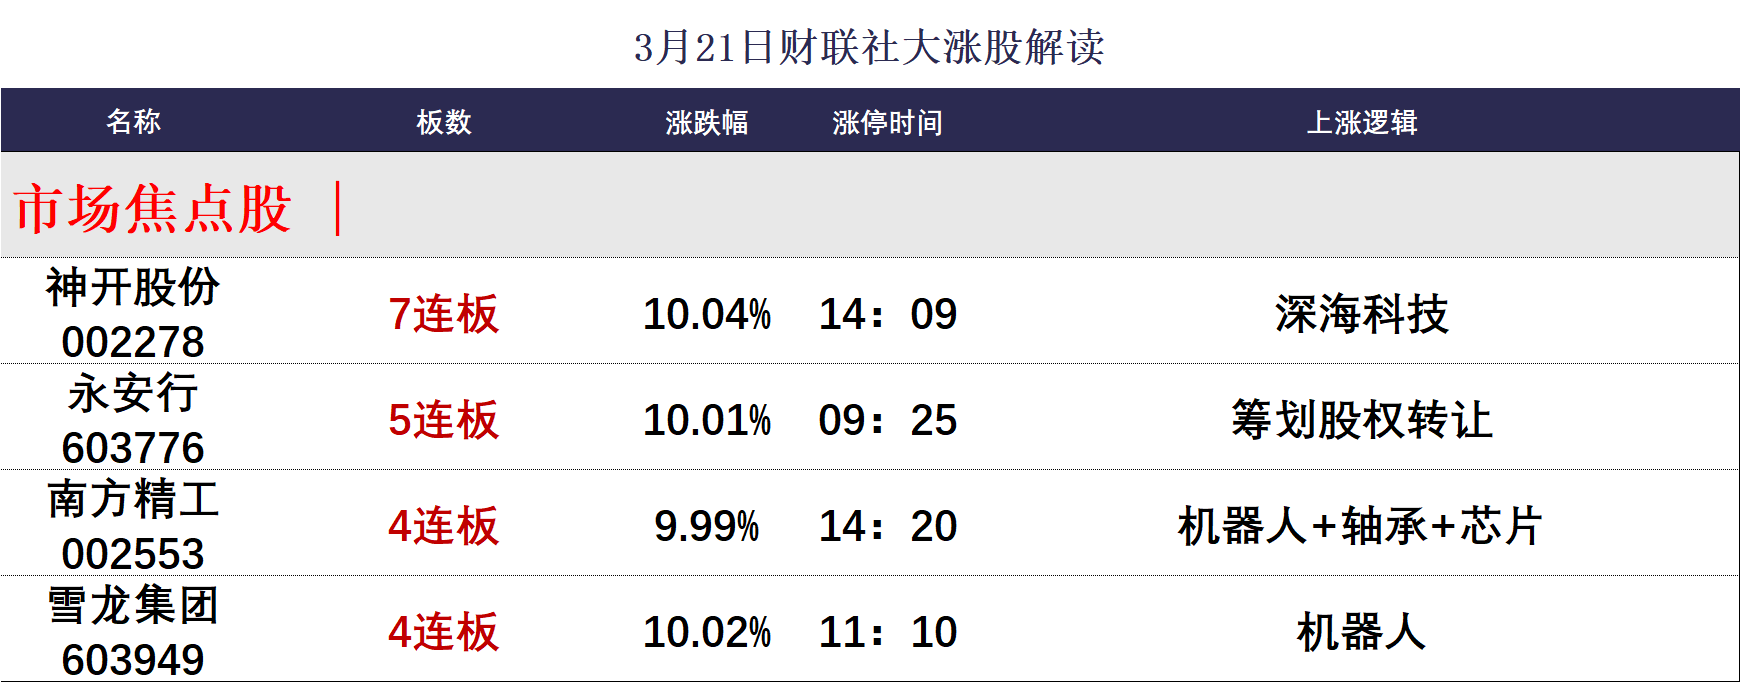 3月21日财联社大涨股解读
名称 板数 涨跌幅 涨停时间 上涨逻辑
市场焦点股 |
神开股份
002278 7连板 10.04% 14：09 深海科技
永安行
603776 5连板 10.01% 09：25 筹划股权转让
南方精工
002553 4连板 9.99% 14：20 机器人+轴承+芯片
雪龙集团
603949 4连板 10.02% 11：10 机器人